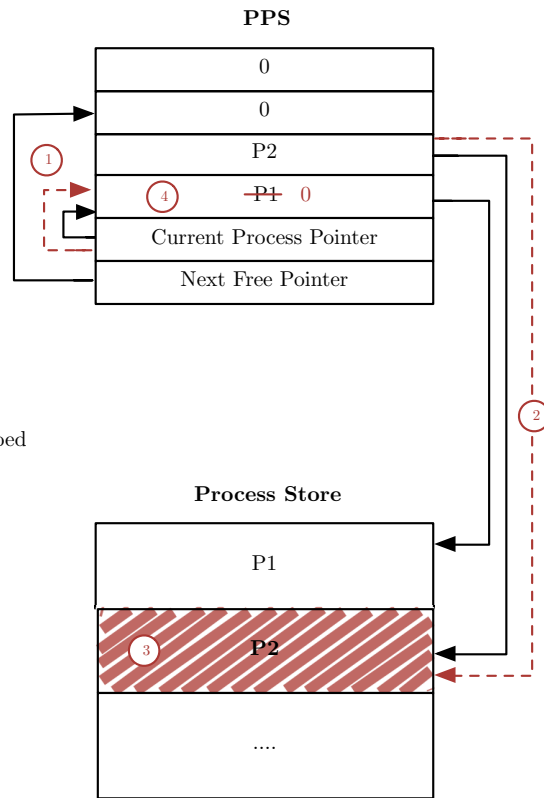 PPS
0
0
1
P2
4 P1 0
Current Process Pointer
Next Free Pointer
2
Process Store
P1
3 P2
....